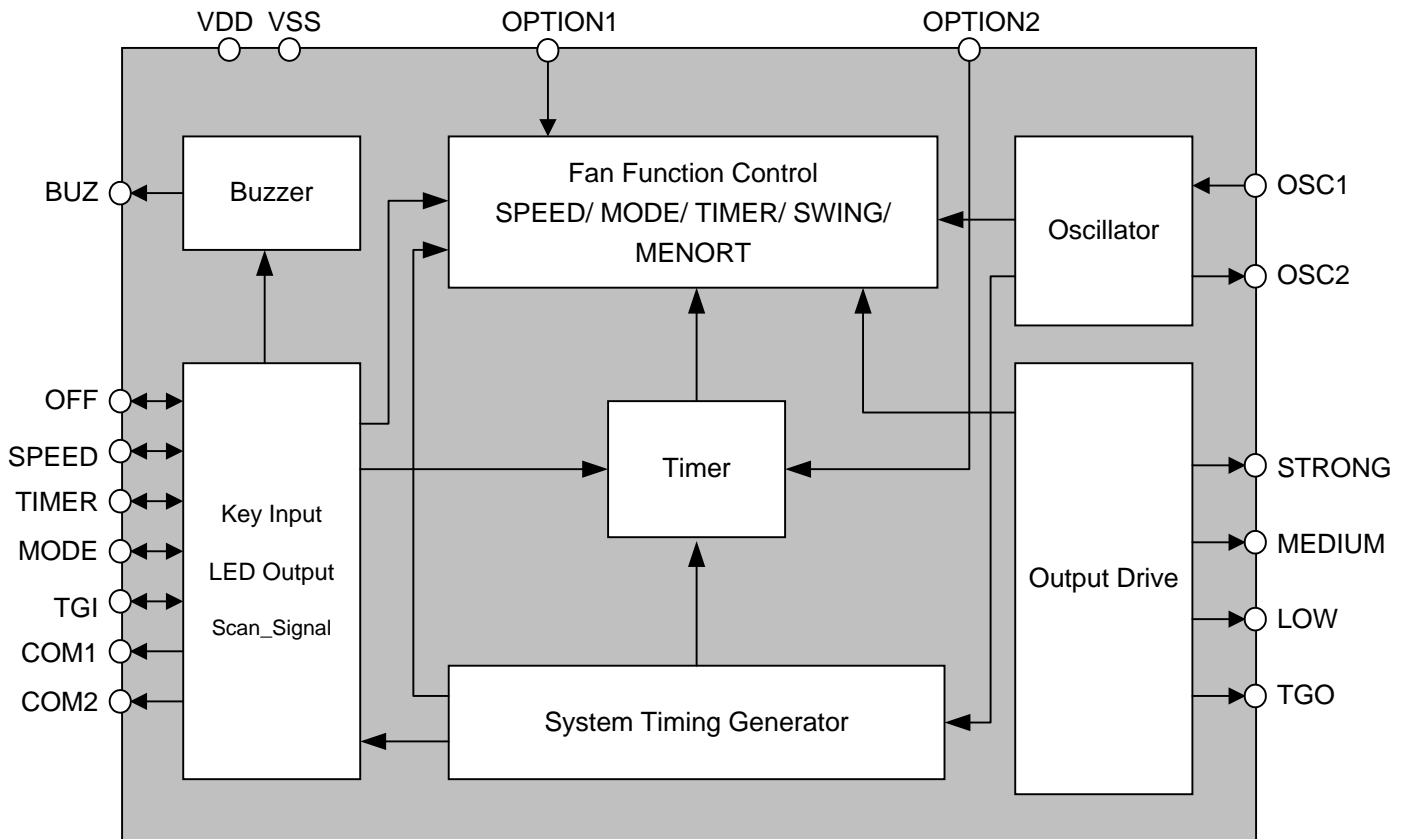 VDD VSS OPTION1 OPTION2
BUZ
Buzzer
Fan Function Control
SPEED/ MODE/ TIMER/ SWING/
MENORT
Oscillator
OSC1
OSC2
OFF
SPEED
TIMER
MODE
TGI
COM1
COM2
Key Input
LED Output
Scan_Signal
Timer
System Timing Generator
Output Drive
STRONG
MEDIUM
LOW
TGO